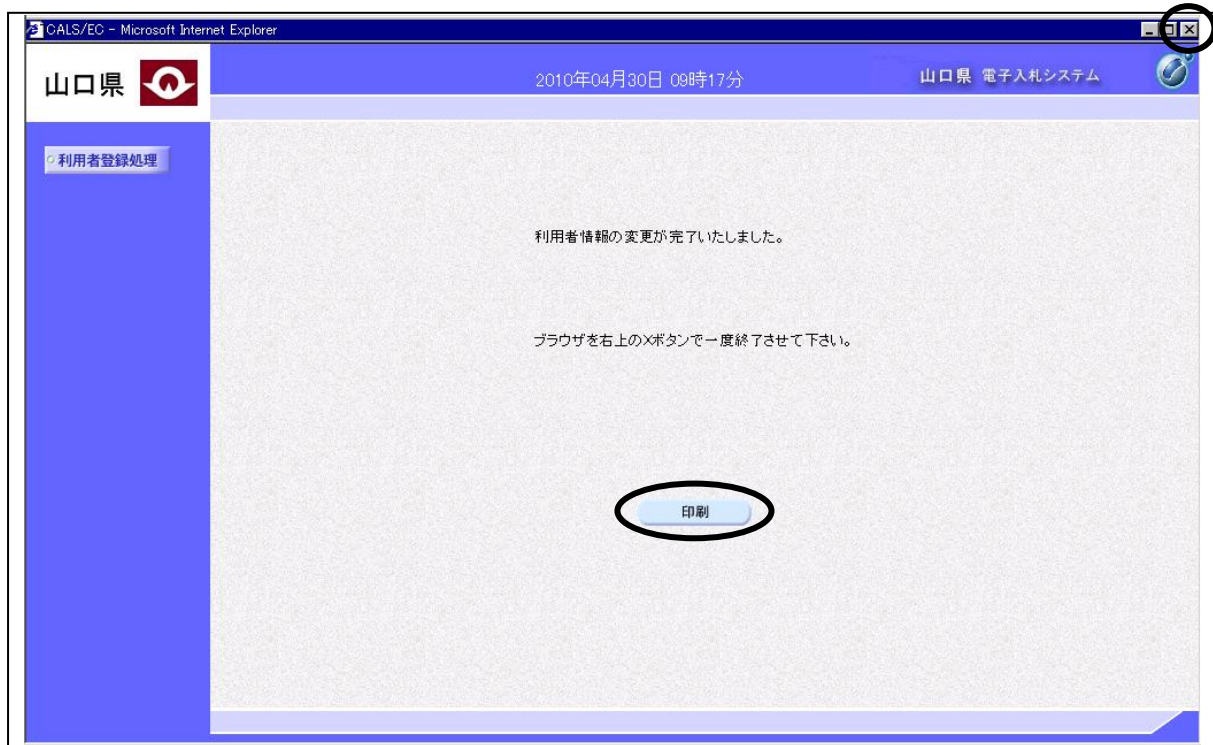 CALS/EC - Microsoft Internet Explorer
山口県
2010年04月30日 09時17分
山口県 電子入札システム
利用者登録処理
利用者情報の変更が完了いたしました。
ブラウザを右上の×ボタンで一度終了させて下さい。
印刷